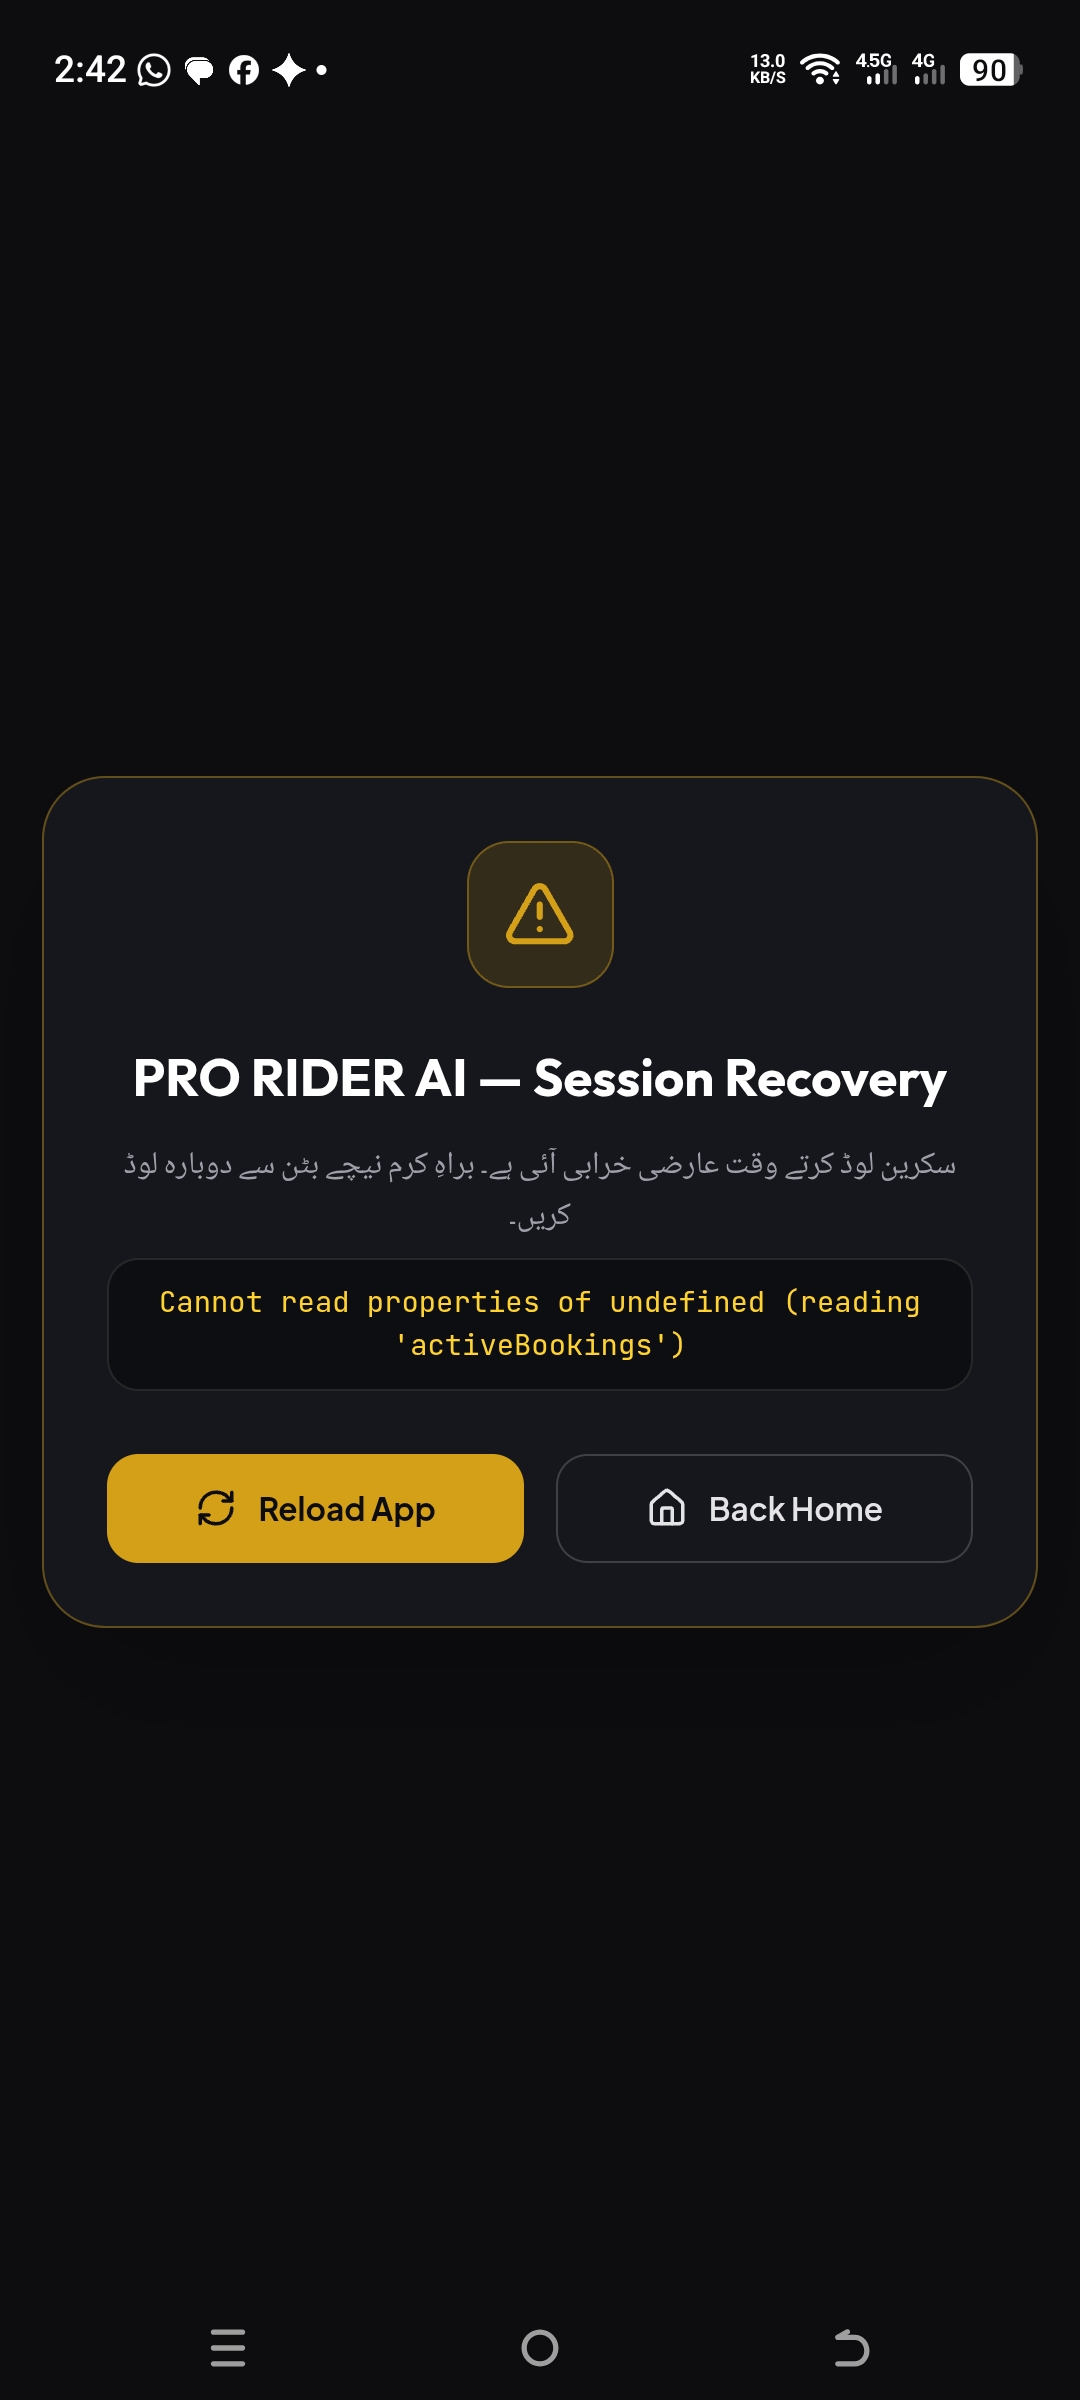 2:42
13.0
KB/S
4.5G
4G
90
PRO RIDER AI — Session Recovery
سکرین لوڈ کرتے وقت عارضی خرابی آئی ہے۔ براہِ کرم نیچے بٹن سے دوبارہ لوڈ
کریں۔
Cannot read properties of undefined (reading
'activeBookings')
Reload App
Back Home